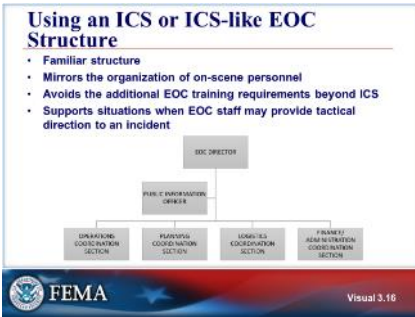 Using an ICS or ICS-like EOC
Structure
• Familiar structure
• Mirrors the organization of on-scene personnel
• Avoids the additional EOC training requirements beyond ICS
• Supports situations when EOC staff may provide tactical
direction to an incident
EOC DIRECTOR
PUBLIC INFORMATION
OFFICER
OPERATIONS
COORDINATION
SECTION
PLANNING
COORDINATION
SECTION
LOGISTICS
COORDINATION
SECTION
FINANCE/
ADMINISTRATION
COORDINATION
SECTION
FEMA
Visual 3.16